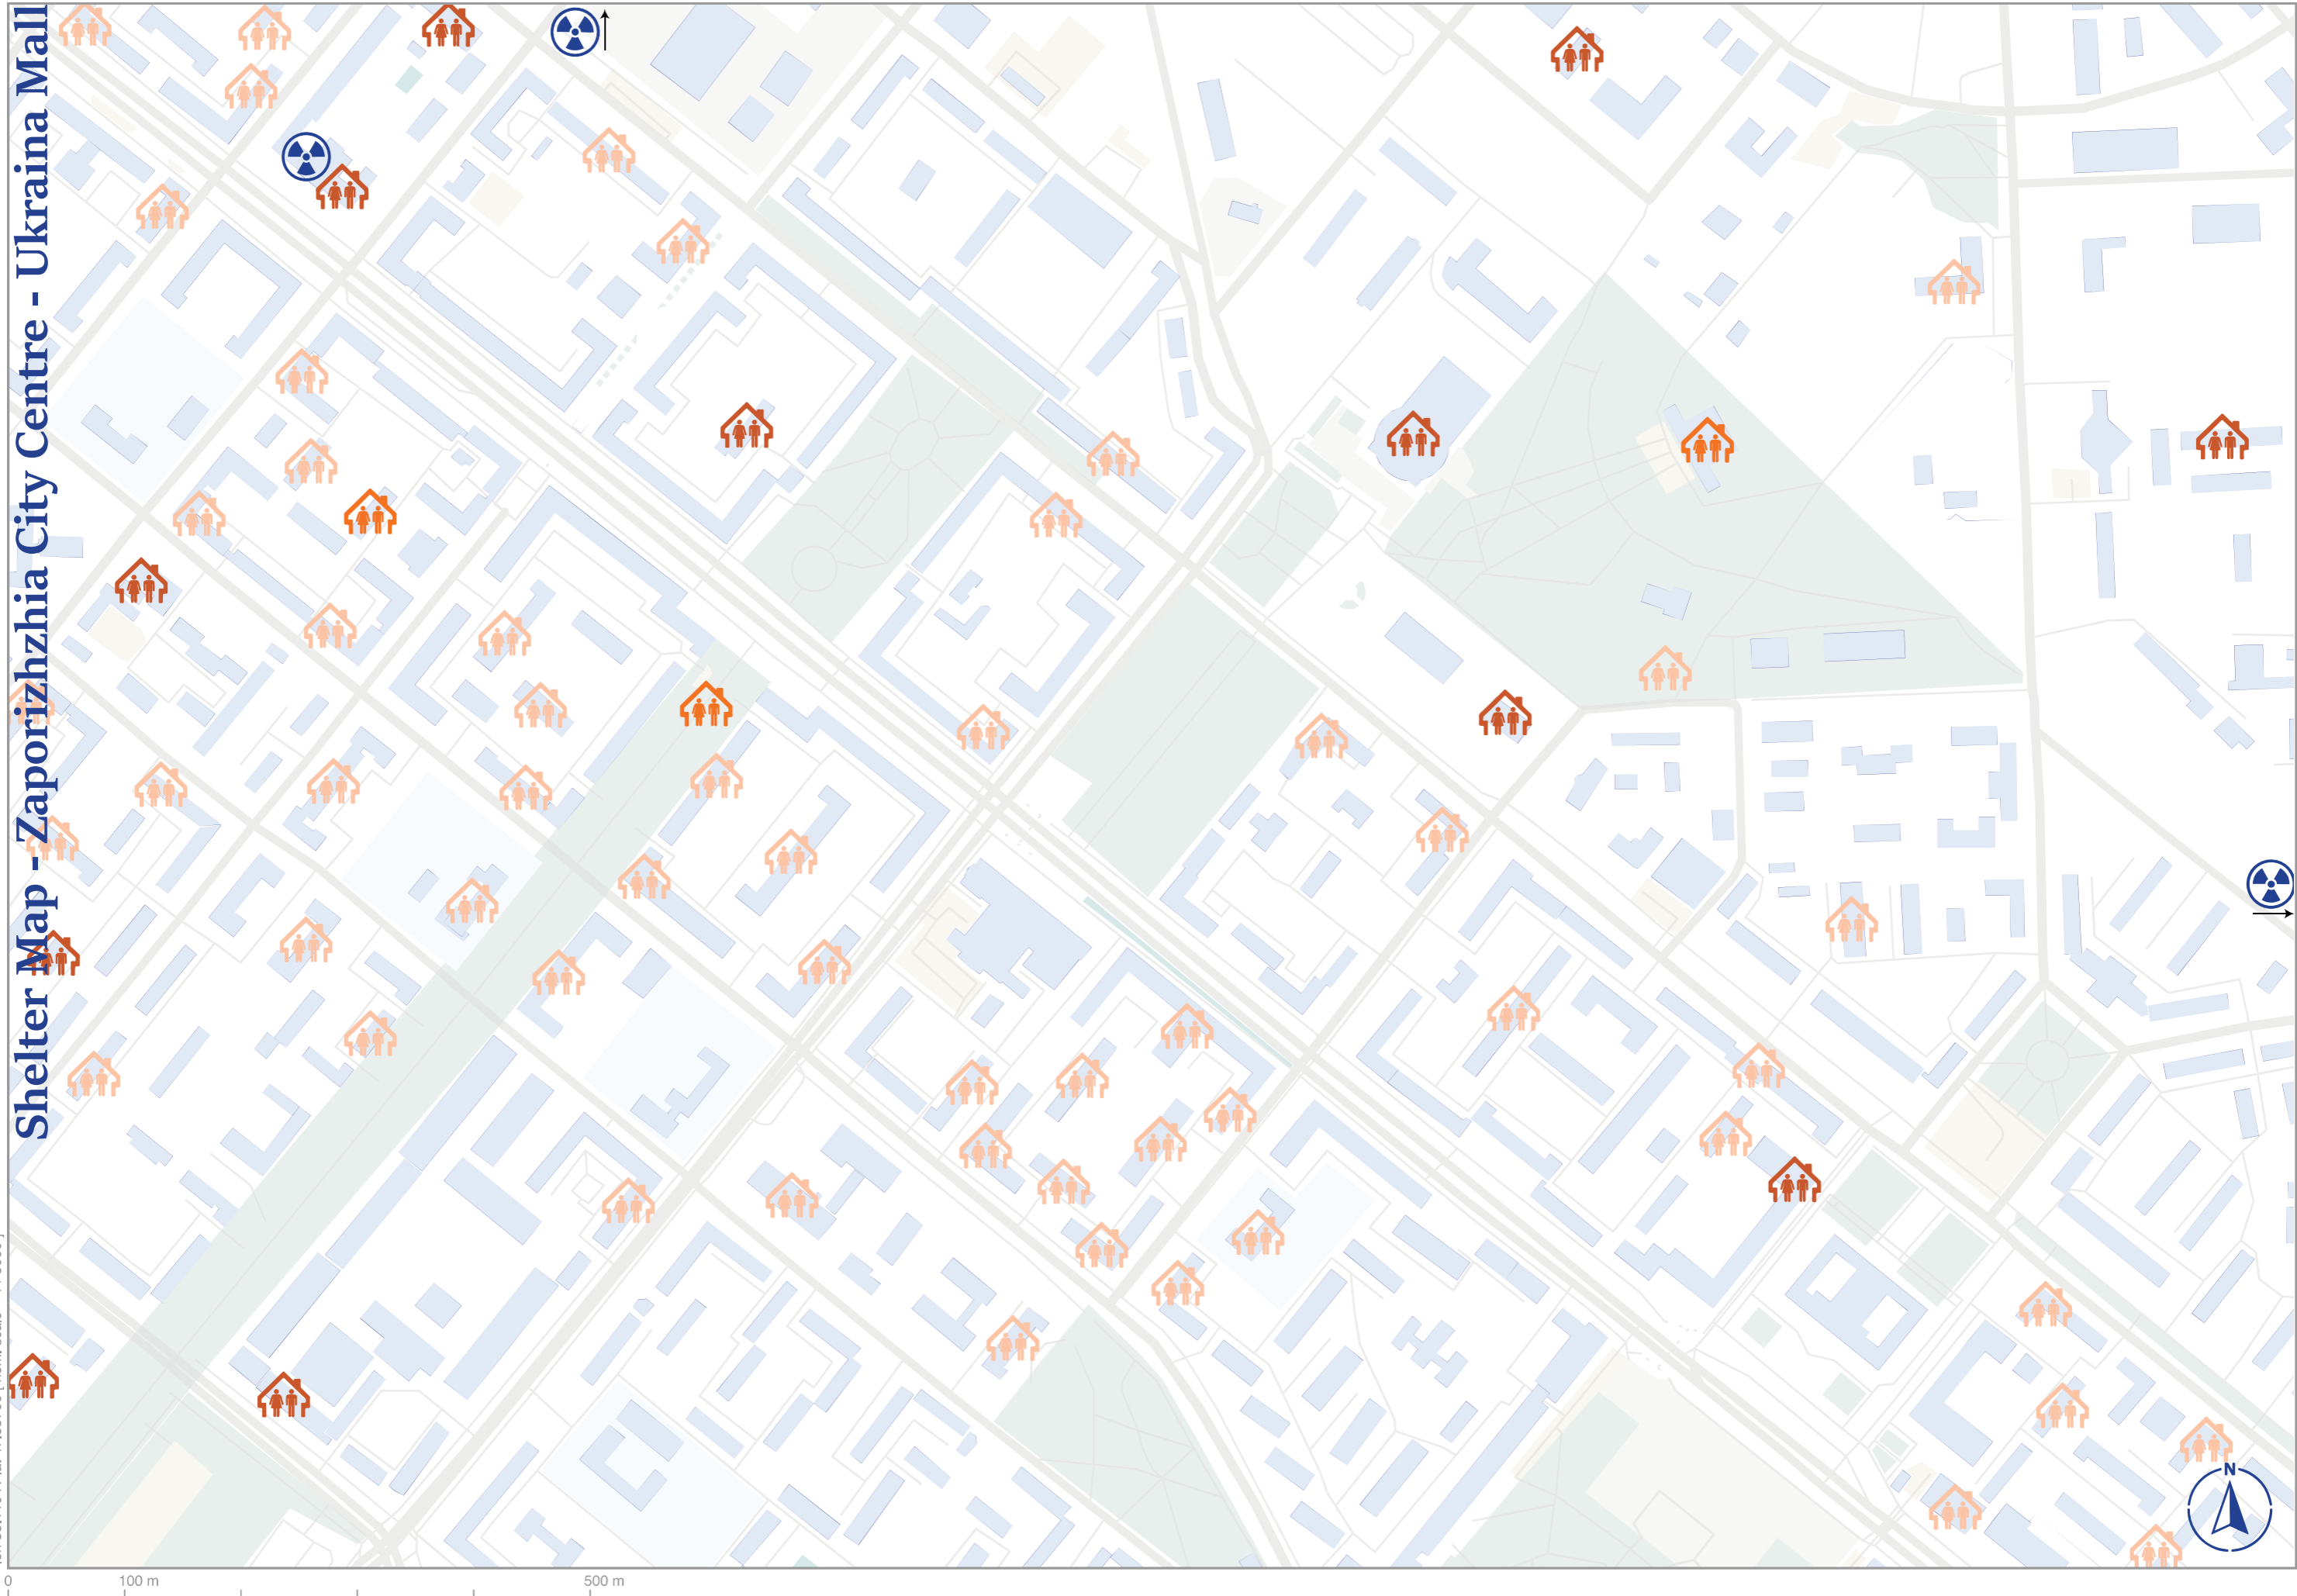 Shelter Map - Zaporizhzhia City Centre - Ukraina Mall
N
0
100 m
500 m